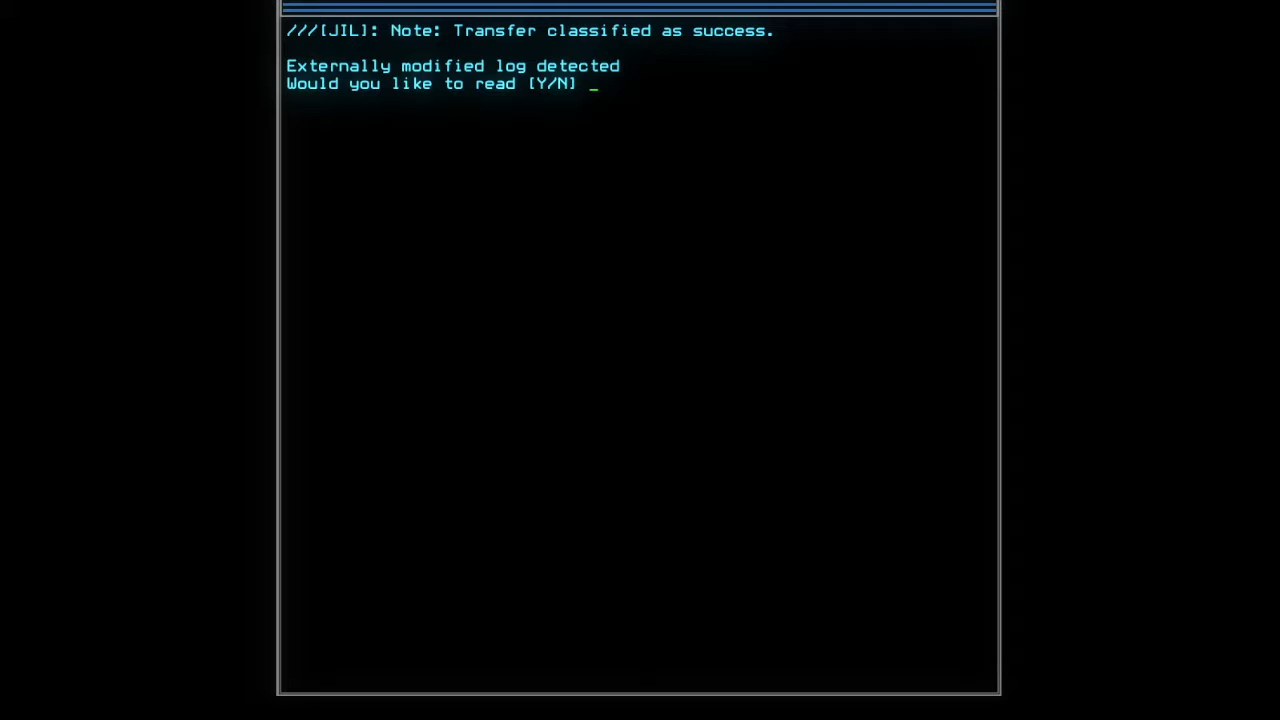 ///[JIL]: Note: Transfer classified as success.
Externally modified log detected
Would you like to read [Y/N] _